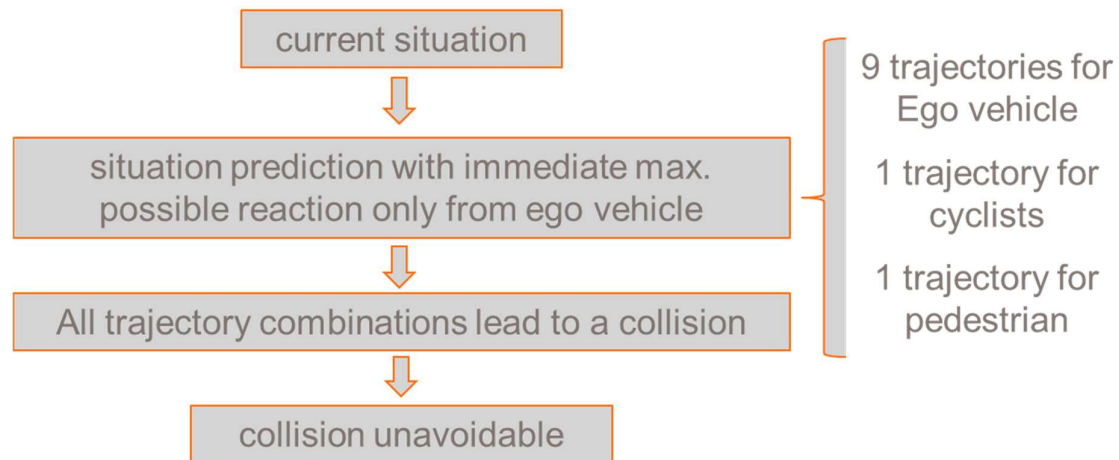 current situation
situation prediction with immediate max.
possible reaction only from ego vehicle
All trajectory combinations lead to a collision
collision unavoidable
9 trajectories for
Ego vehicle
1 trajectory for
cyclists
1 trajectory for
pedestrian